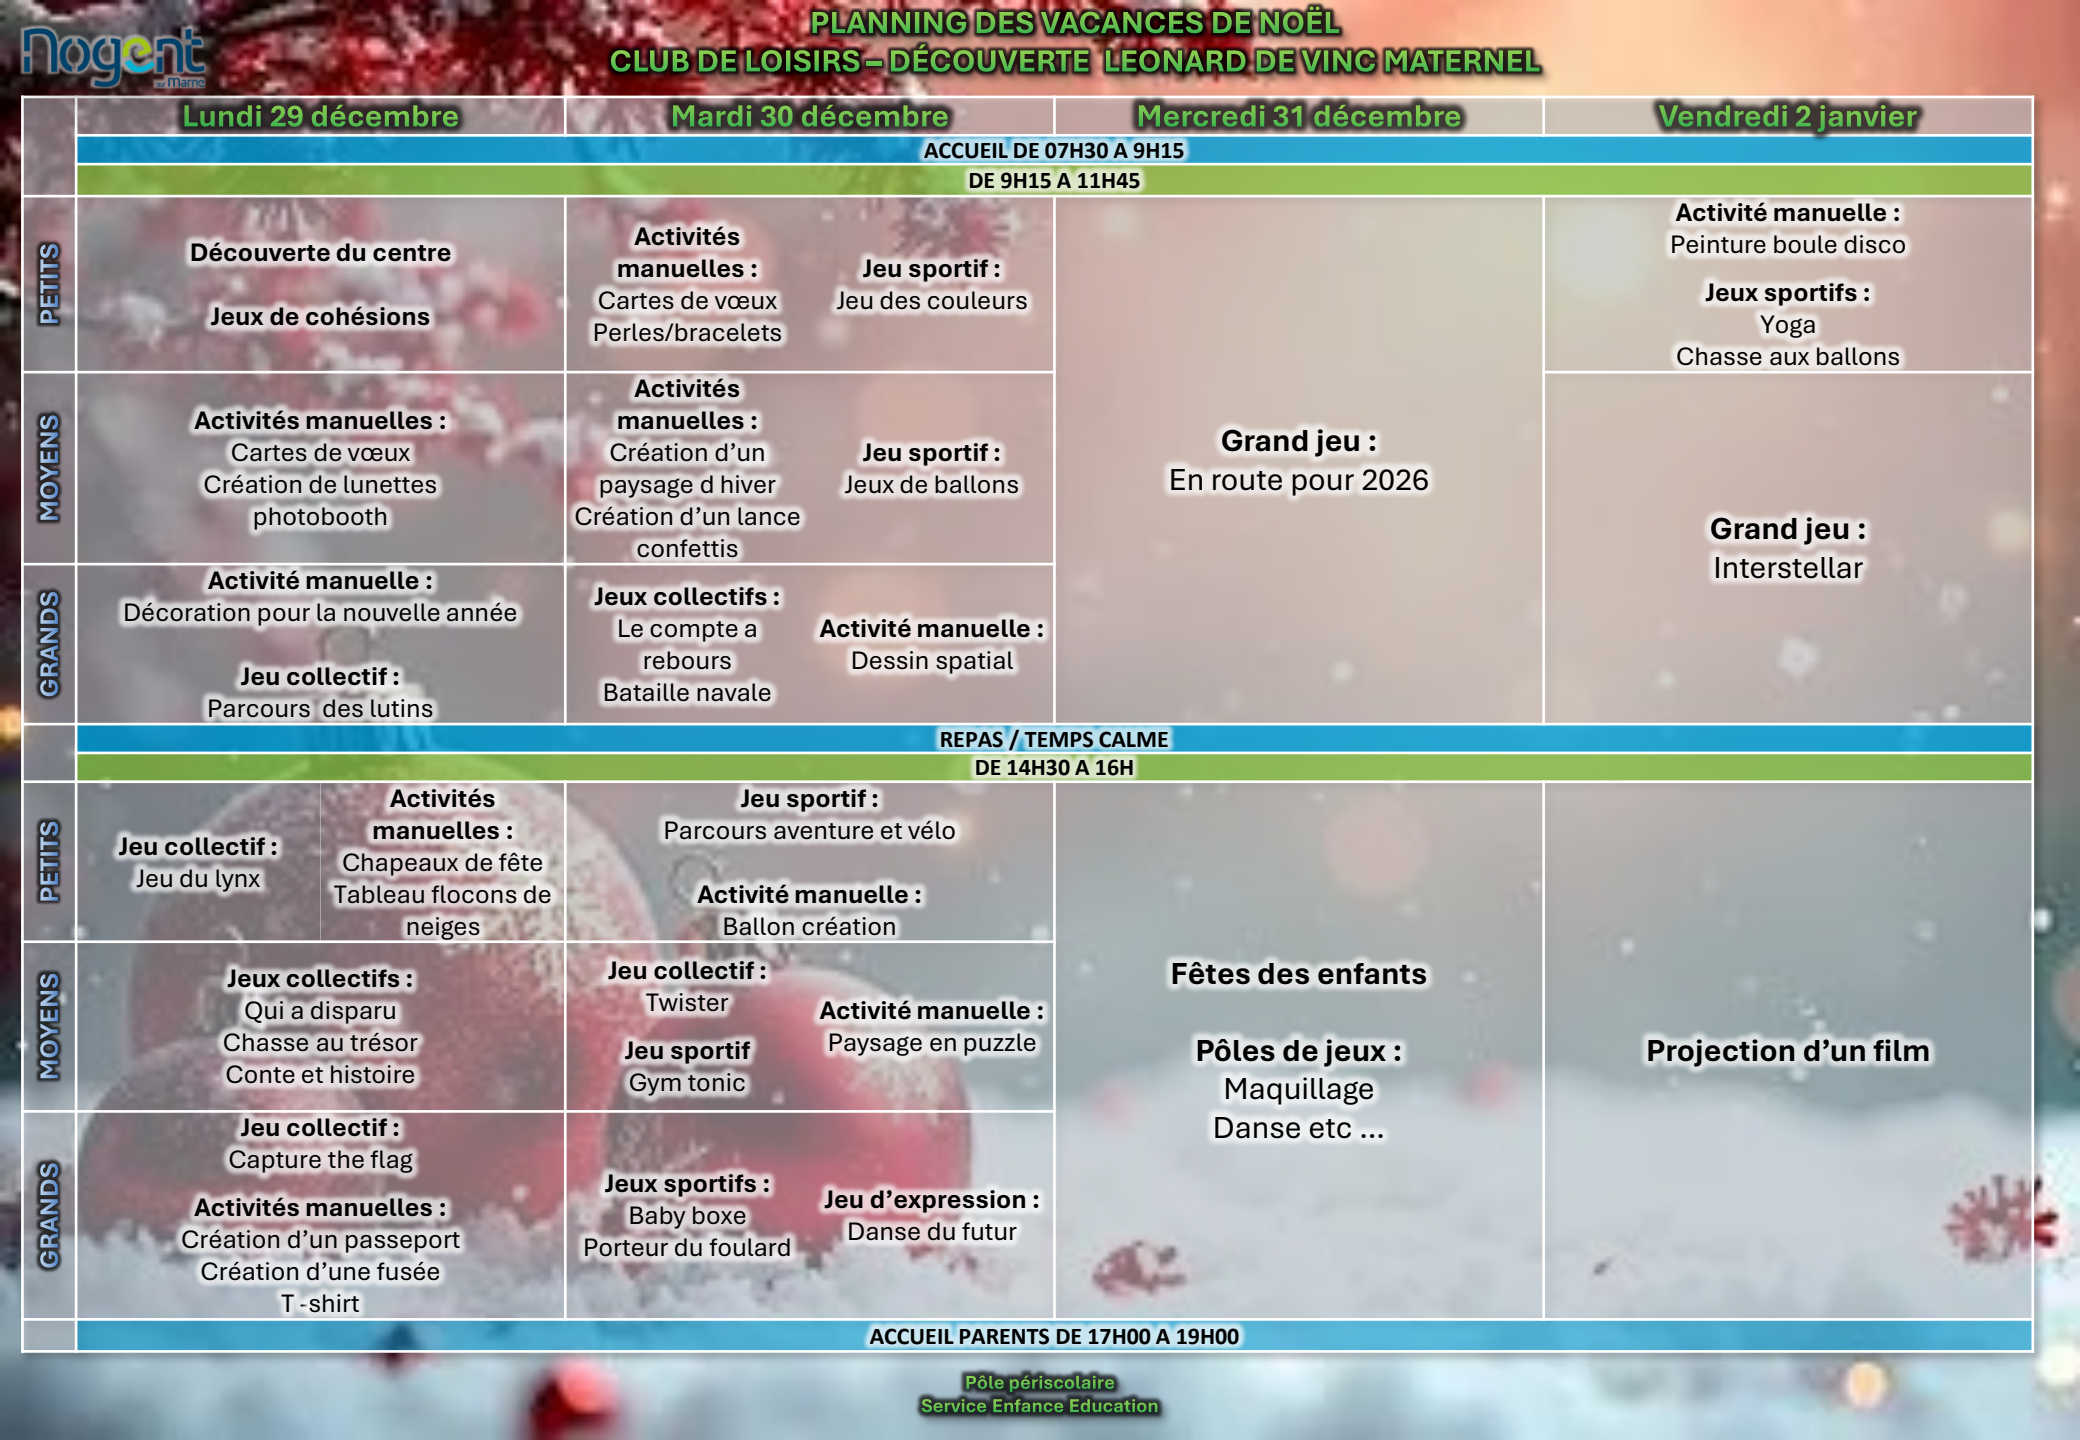 Nogent
sur Marne
PLANNING DES VACANCES DE NOËL
CLUB DE LOISIRS – DÉCOUVERTE LEONARD DE VINC MATERNEL
Lundi 29 décembre
Mardi 30 décembre
Mercredi 31 décembre
Vendredi 2 janvier
ACCUEIL DE 07H30 A 9H15
DE 9H15 A 11H45
PETITS
Découverte du centre
Jeux de cohésions
Activités
manuelles :
Cartes de vœux
Perles/bracelets
Jeu sportif :
Jeu des couleurs
Grand jeu :
En route pour 2026
Activité manuelle :
Peinture boule disco
Jeux sportifs :
Yoga
Chasse aux ballons
MOYENS
Activités manuelles :
Cartes de vœux
Création de lunettes
photobooth
Activités
manuelles :
Création d’un
paysage d hiver
Création d’un lance
confettis
Jeu sportif :
Jeux de ballons
Grand jeu :
Interstellar
GRANDS
Activité manuelle :
Décoration pour la nouvelle année
Jeu collectif :
Parcours des lutins
Jeux collectifs :
Le compte a
rebours
Bataille navale
Activité manuelle :
Dessin spatial
REPAS / TEMPS CALME
DE 14H30 A 16H
PETITS
Jeu collectif :
Jeu du lynx
Activités
manuelles :
Chapeaux de fête
Tableau flocons de
neiges
Jeu sportif :
Parcours aventure et vélo
Activité manuelle :
Ballon création
Fêtes des enfants
Pôles de jeux :
Maquillage
Danse etc ...
Projection d’un film
MOYENS
Jeux collectifs :
Qui a disparu
Chasse au trésor
Conte et histoire
Jeu collectif :
Twister
Jeu sportif
Gym tonic
Activité manuelle :
Paysage en puzzle
GRANDS
Jeu collectif :
Capture the flag
Activités manuelles :
Création d’un passeport
Création d’une fusée
T -shirt
Jeux sportifs :
Baby boxe
Porteur du foulard
Jeu d’expression :
Danse du futur
ACCUEIL PARENTS DE 17H00 A 19H00
Pôle périscolaire
Service Enfance Education